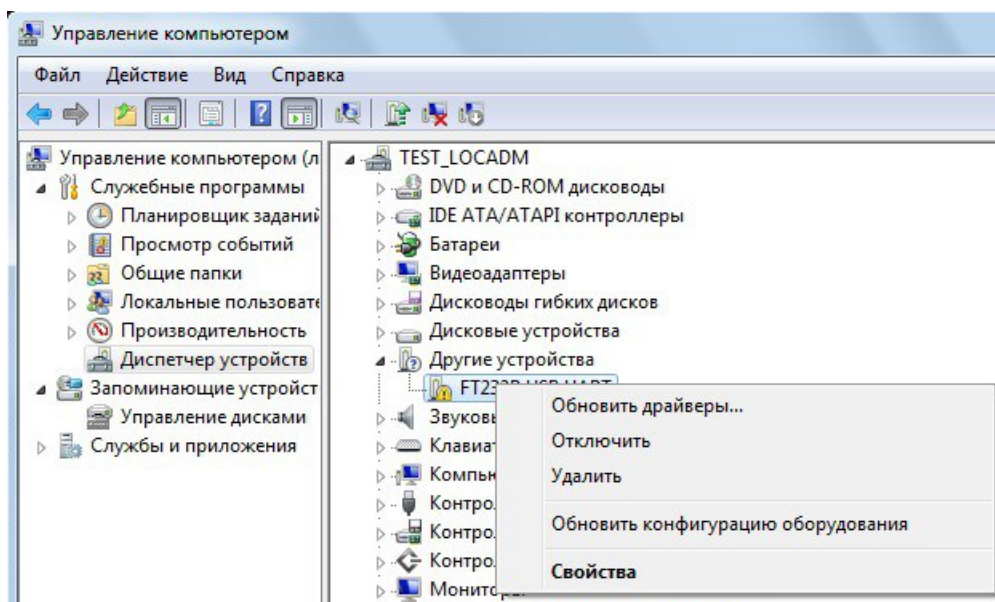 Управление компьютером
Файл Действие Вид Справка
Управление компьютером (л
Служебные программы
Планировщик заданий
Просмотр событий
Общие папки
Локальные пользовате
Производительность
Диспетчер устройств
Запоминающие устройст
Управление дисками
Службы и приложения
TEST_LOCADM
DVD и CD-ROM дисководы
IDE ATA/ATAPI контроллеры
Батареи
Видеоадаптеры
Дисководы гибких дисков
Дисковые устройства
Другие устройства
FT232R USB UART
Звуковы
Клавиат
Компью
Контро
Контро
Контро
Монито
Обновить драйверы...
Отключить
Удалить
Обновить конфигурацию оборудования
Свойства